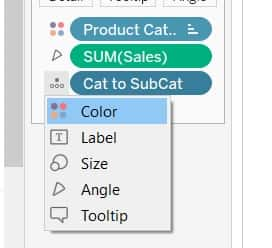 Detail Tooltip Angle
Product Cat..
SUM(Sales)
Cat to SubCat
Color
T Label
Size
Angle
Tooltip